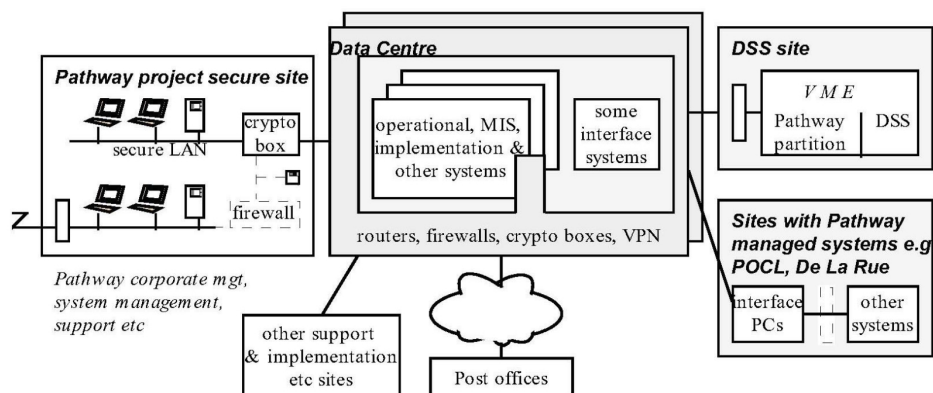 Pathway project secure site
crypto
box
secure LAN
firewall
Pathway corporate mgt,
system management,
support etc
Data Centre
operational, MIS,
implementation &
other systems
some
interface
systems
routers, firewalls, crypto boxes, VPN
other support
& implementation
etc sites
Post offices
DSS site
VME
Pathway
partition
DSS
Sites with Pathway
managed systems e.g
POCL, De La Rue
interface
PCs
other
systems